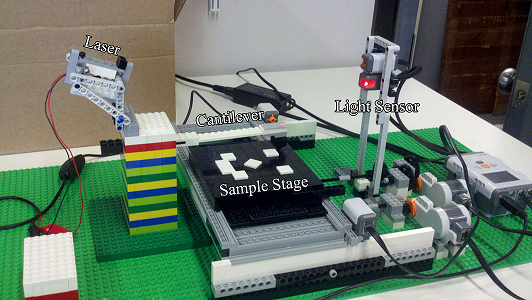 Laser
Cantilever
Light Sensor
Sample Stage